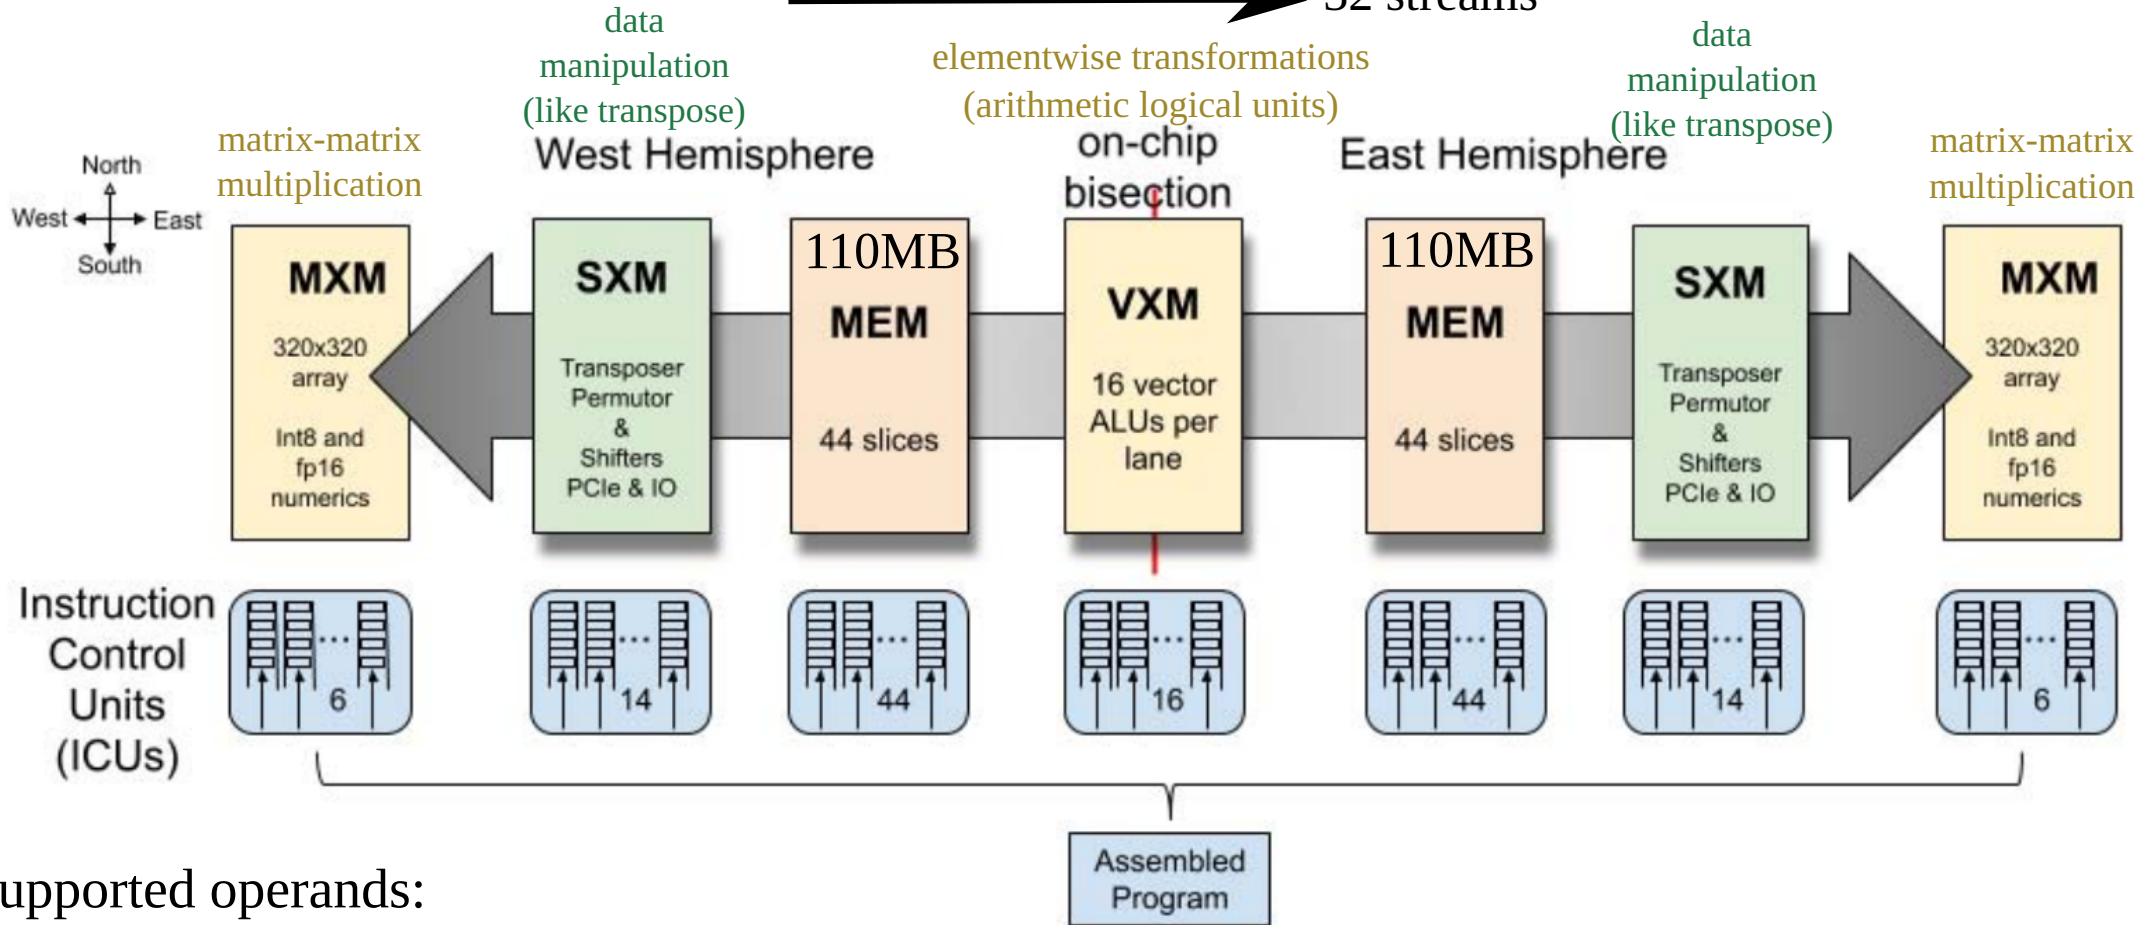 32 streams
data
manipulation
(like transpose)
elementwise transformations
(arithmetic logical units)
data
manipulation
(like transpose)
matrix-matrix
multiplication
matrix-matrix
multiplication
West Hemisphere
on-chip
bisection
East Hemisphere
North
West
East
South
MXM
320x320
array
Int8 and
fp16
numerics
SXM
Transposer
Permutor
&
Shifters
PCIe & IO
110MB
MEM
44 slices
VXM
16 vector
ALUs per
lane
110MB
MEM
44 slices
SXM
Transposer
Permutor
&
Shifters
PCIe & IO
MXM
320x320
array
Int8 and
fp16
numerics
Instruction
Control
Units
(ICUs)
... 6
... 14
... 44
... 16
... 44
... 14
... 6
Assembled
Program
upported operands: